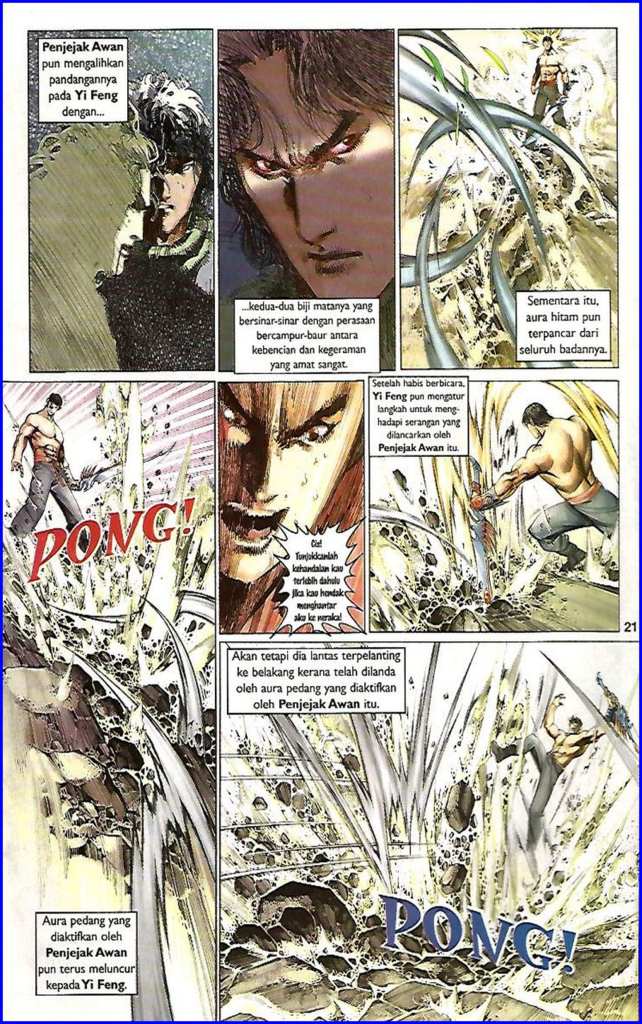 Penjejak Awan
pun mengalihkan
pandangannya
pada Yi Feng
dengan...
...kedua-dua biji matanya yang
bersinar-sinar dengan perasaan
bercampur-baur antara
kebencian dan kegeraman
yang amat sangat.
Sementara itu,
aura hitam pun
terpancar dari
seluruh badannya.
PONG!
Cis!
Tunjukkanlah
kehandalan kau
terlebih dahulu
jika kau hendak
menghantar
aku ke neraka!
Setelah habis berbicara,
Yi Feng pun mengatur
langkah untuk meng-
hadapi serangan yang
dilancarkan oleh
Penjejak Awan itu.
21
Aura pedang yang
diaktifkan oleh
Penjejak Awan
pun terus meluncur
kepada Yi Feng.
Akan tetapi dia lantas terpelanting
ke belakang kerana telah dilanda
oleh aura pedang yang diaktifkan
oleh Penjejak Awan itu.
PONG!